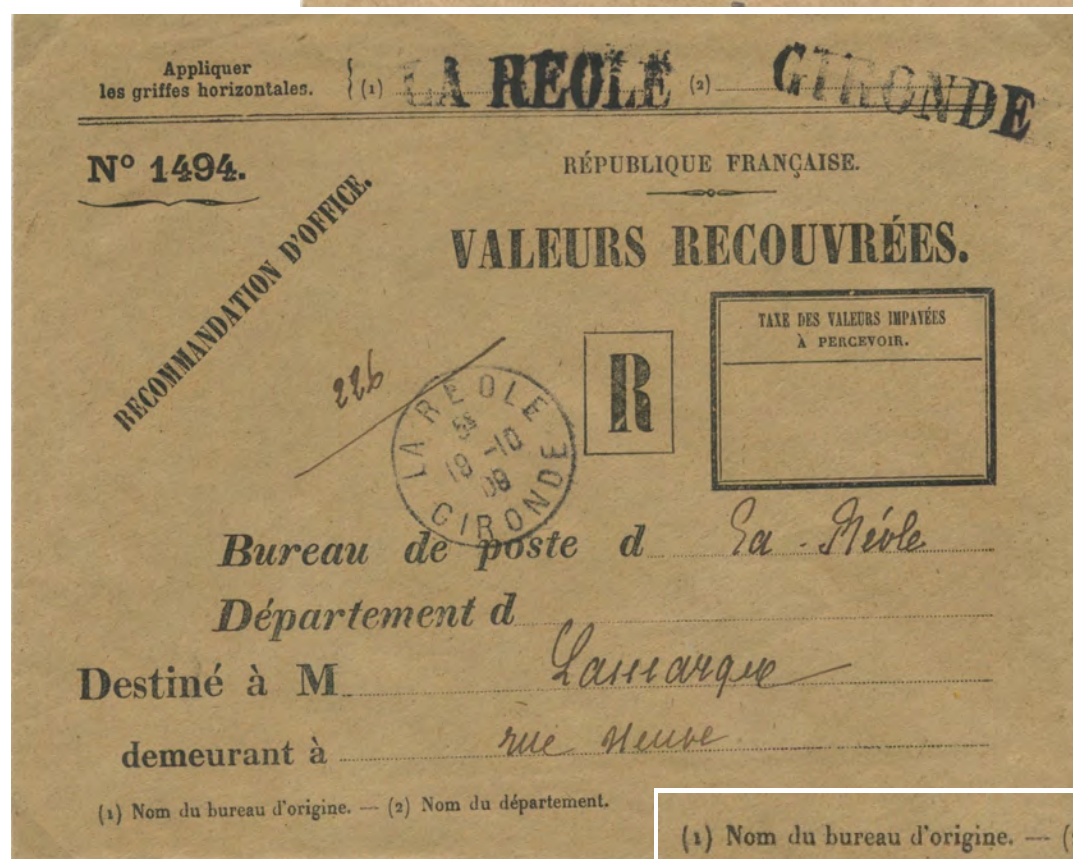 Appliquer
les griffes horizontales. { (1) LA RÉOLE (2) GIRONDE
N° 1494.
RÉPUBLIQUE FRANÇAISE.
RECOMMANDATION D'OFFICE.
VALEURS RECOUVRÉES.
TAXE DES VALEURS IMPAYÉES
À PERCEVOIR.
R
226
LA REOLE
-10
19 08
GIRONDE
Bureau de poste d La-Réole
Département d
Destiné à M Lamarque
demeurant à rue Neuve
(1) Nom du bureau d'origine. — (2) Nom du département.
(1) Nom du bureau d'origine. — (